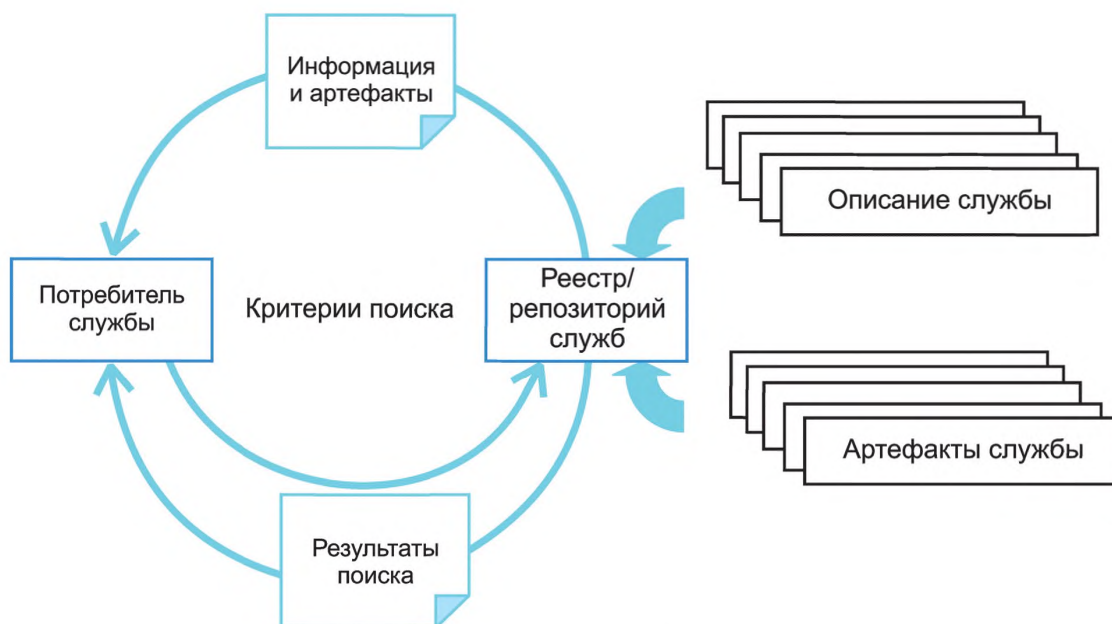 Информация
и артефакты
Описание службы
Потребитель
службы
Критерии поиска
Реестр/
репозиторий
служб
Артефакты службы
Результаты
поиска